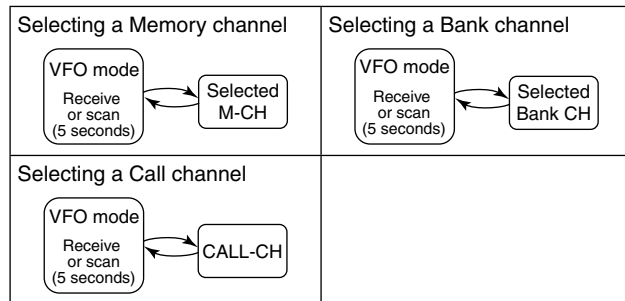 Selecting a Memory channel
VFO mode
Receive
or scan
(5 seconds)
Selected
M-CH
Selecting a Bank channel
VFO mode
Receive
or scan
(5 seconds)
Selected
Bank CH
Selecting a Call channel
VFO mode
Receive
or scan
(5 seconds)
CALL-CH